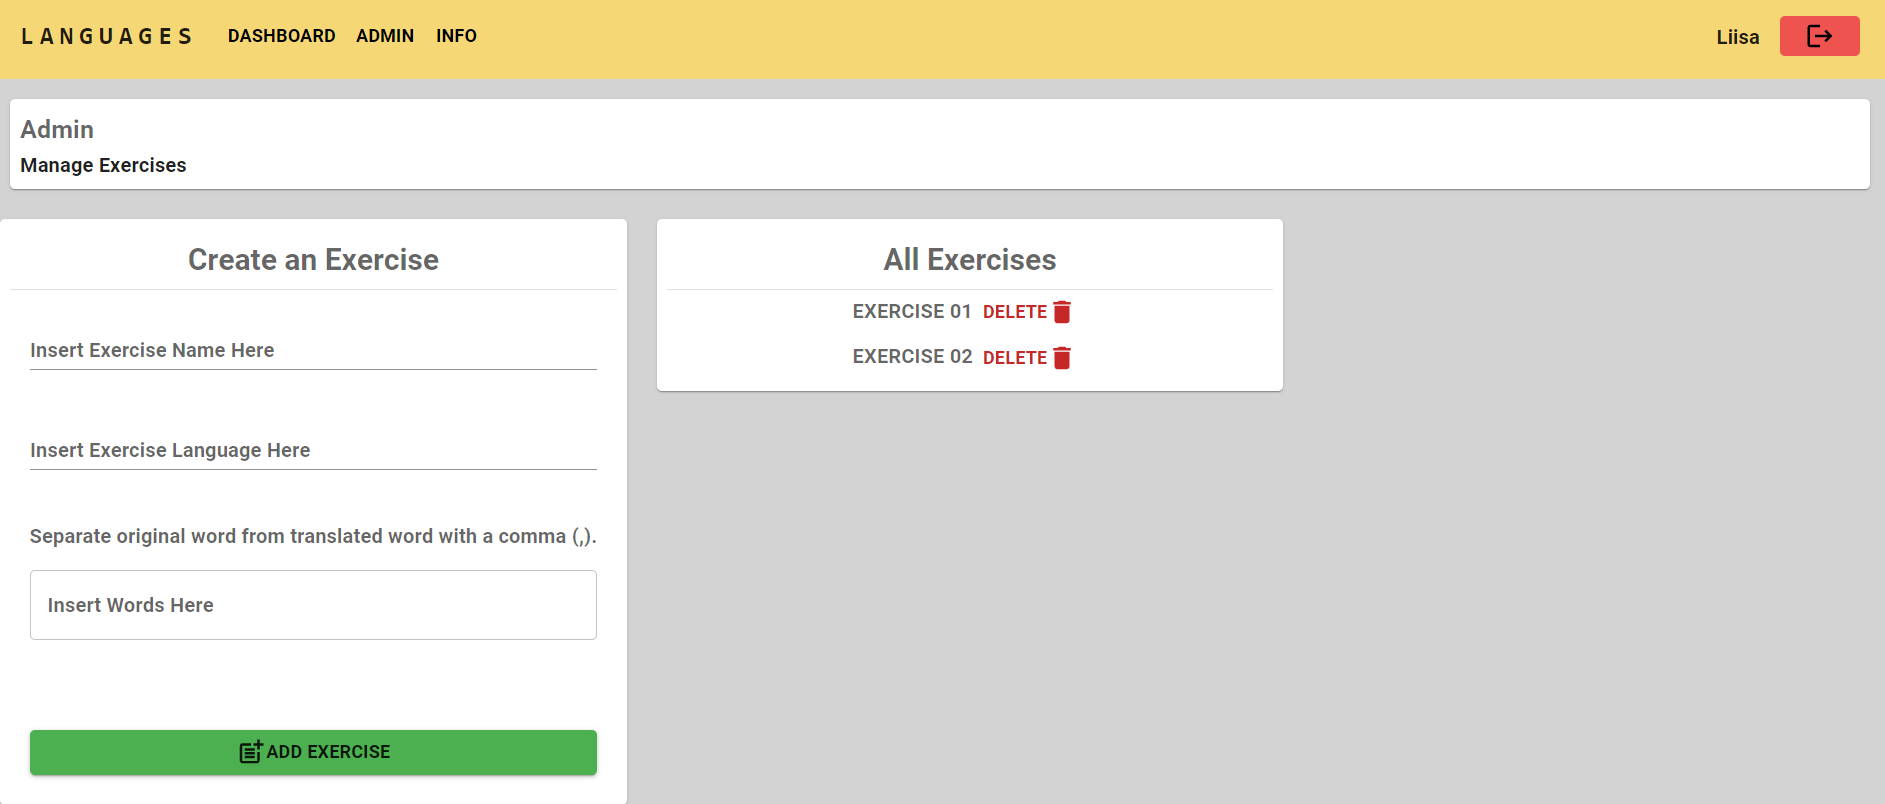 LANGUAGES DASHBOARD ADMIN INFO Liisa
Admin
Manage Exercises
Create an Exercise
Insert Exercise Name Here
Insert Exercise Language Here
Separate original word from translated word with a comma (,).
Insert Words Here
ADD EXERCISE
All Exercises
EXERCISE 01 DELETE
EXERCISE 02 DELETE